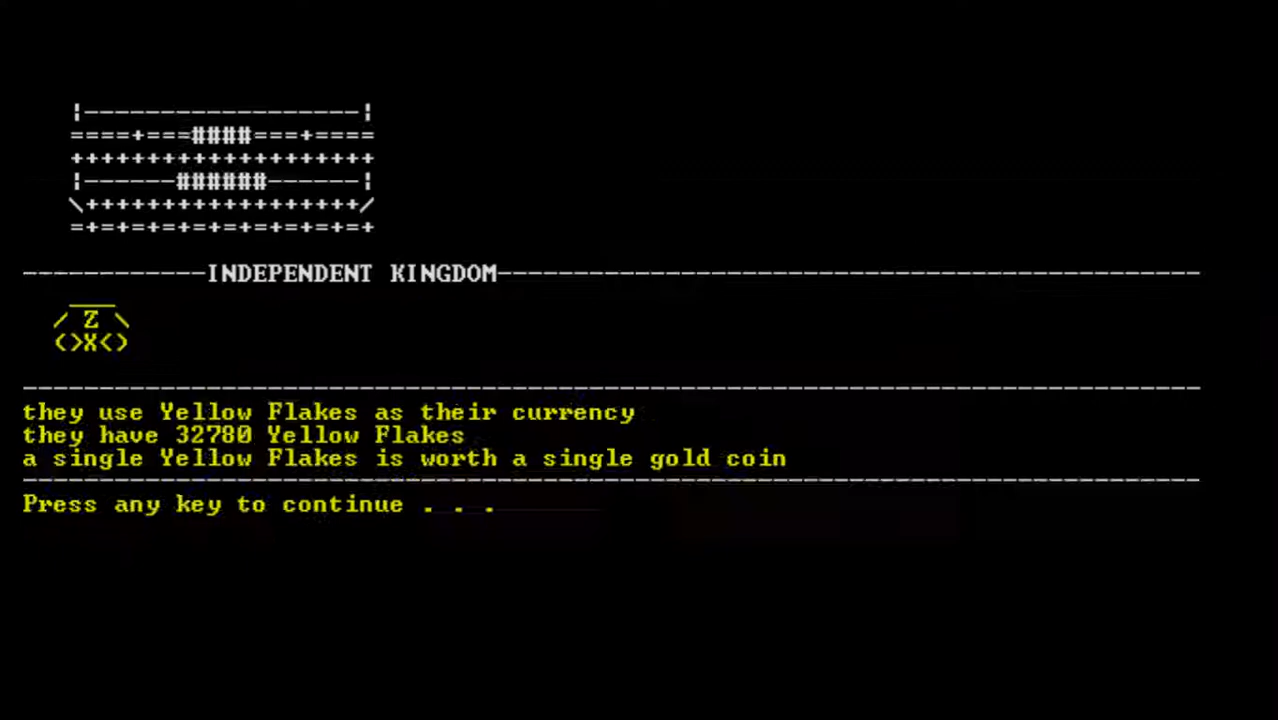 ¦------------------¦
====+===####===+====
++++++++++++++++++++
¦------######------¦
\++++++++++++++++++/
=+=+=+=+=+=+=+=+=+=+
------------INDEPENDENT KINGDOM----------------------------------------------
___
/ Z \
()X()
-----------------------------------------------------------------------------
they use Yellow Flakes as their currency
they have 32780 Yellow Flakes
a single Yellow Flakes is worth a single gold coin
-----------------------------------------------------------------------------
Press any key to continue . . .